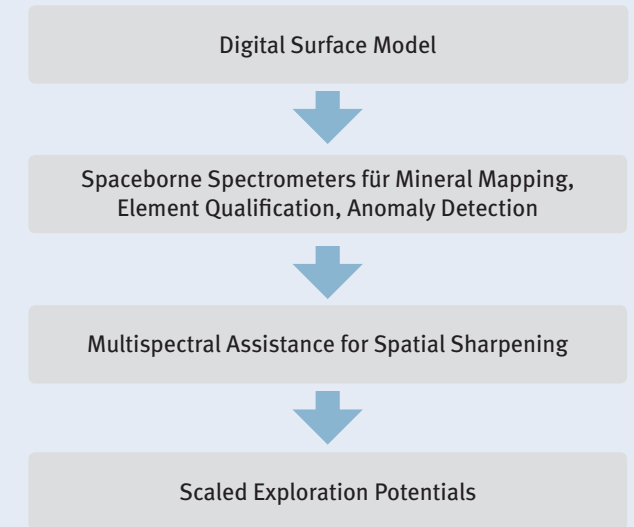 Digital Surface Model
Spaceborne Spectrometers für Mineral Mapping,
Element Qualification, Anomaly Detection
Multispectral Assistance for Spatial Sharpening
Scaled Exploration Potentials